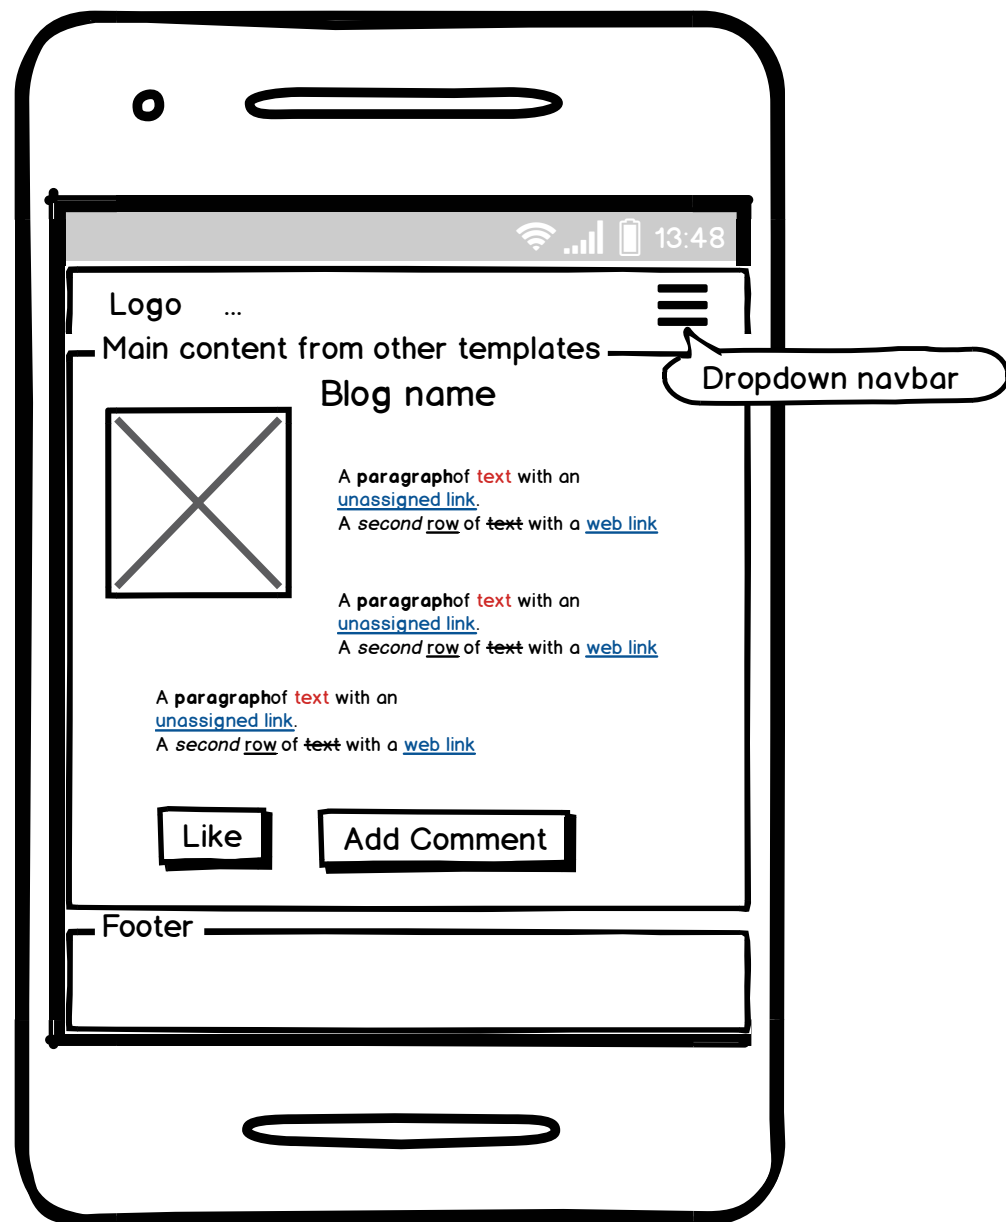 13:48
Logo ...
Main content from other templates
Dropdown navbar
Blog name
A paragraphof text with an
unassigned link.
A second row of text with a web link
A paragraphof text with an
unassigned link.
A second row of text with a web link
A paragraphof text with an
unassigned link.
A second row of text with a web link
Like
Add Comment
Footer